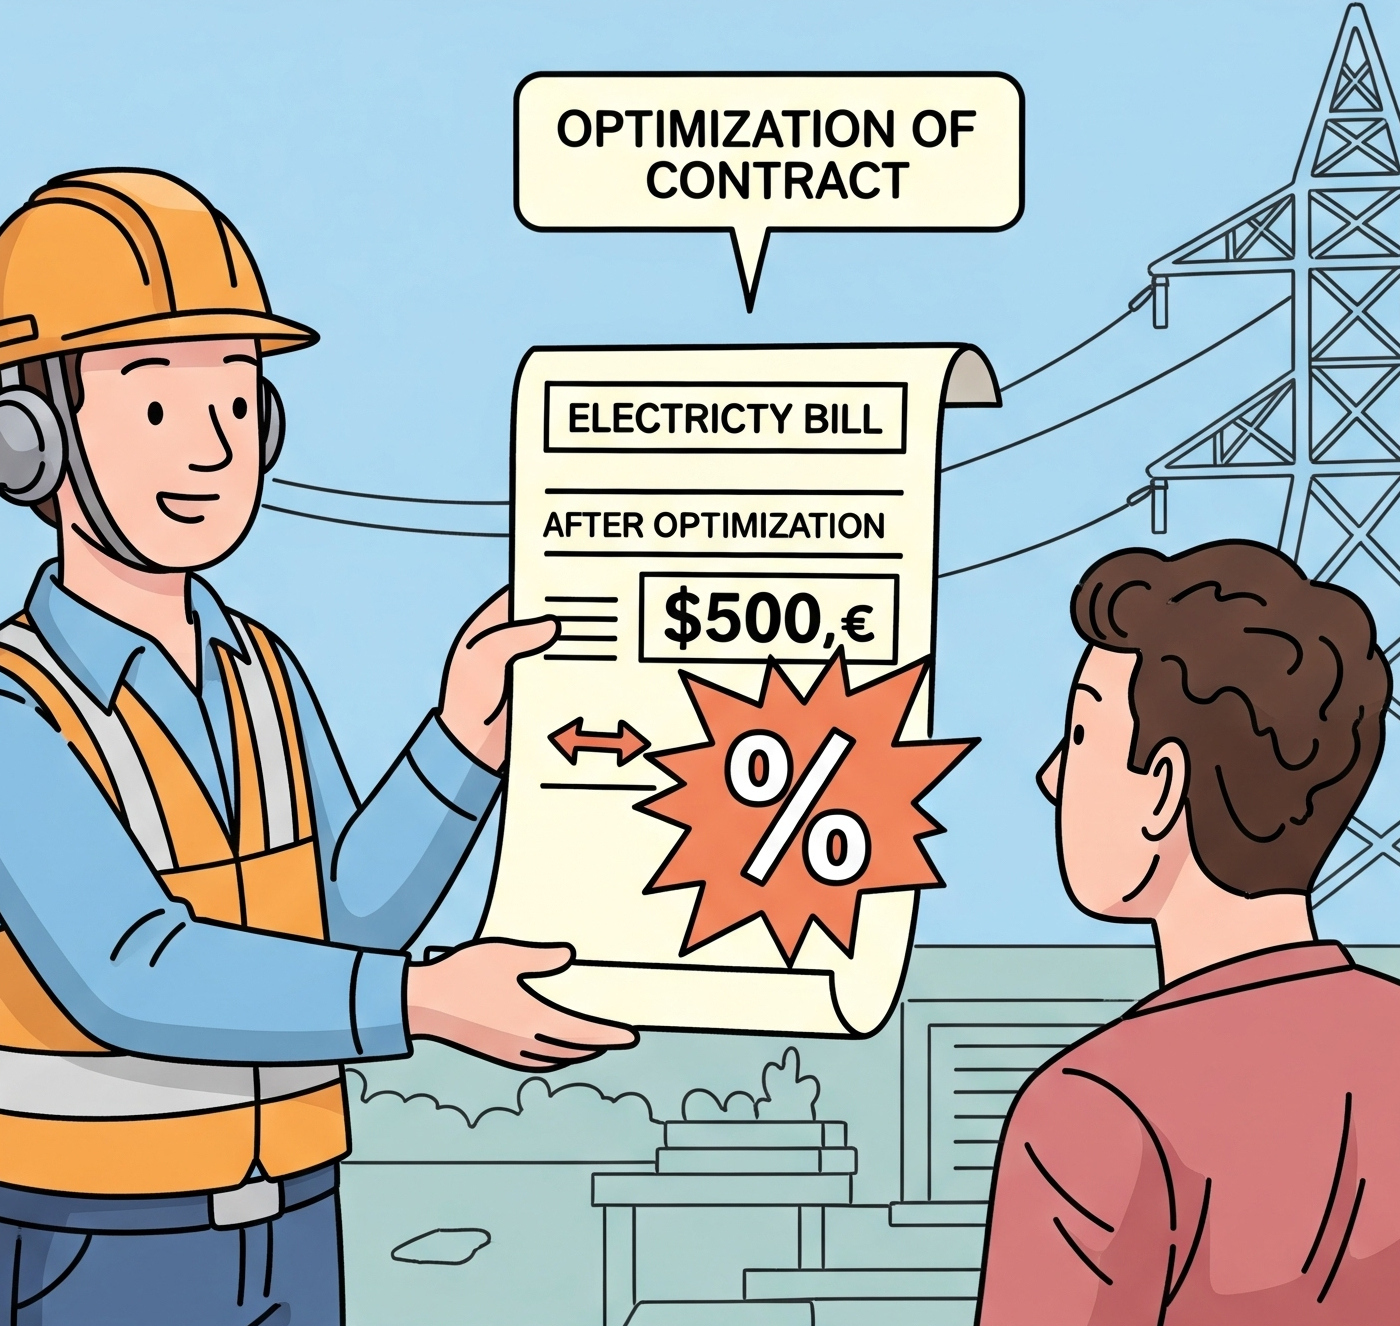 OPTIMIZATION OF
CONTRACT
ELECTRICTY BILL
AFTER OPTIMIZATION
$500,€
%